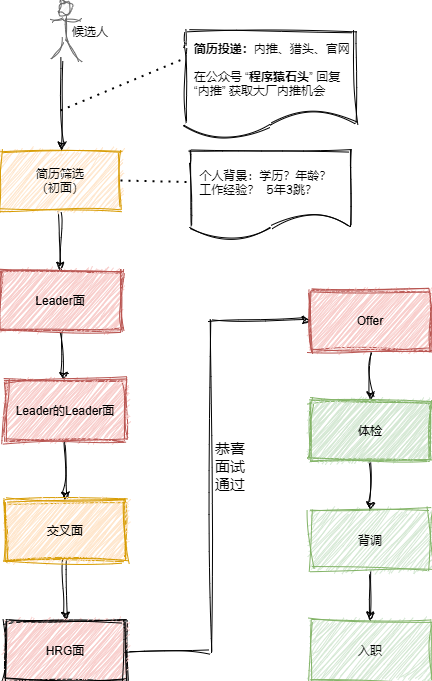 候选人
简历投递：内推、猎头、官网
在公众号 “程序猿石头” 回复
“内推” 获取大厂内推机会
简历筛选
（初面）
个人背景：学历？年龄？
工作经验？ 5年3跳？
Leader面
Leader的Leader面
交叉面
HRG面
恭喜
面试
通过
Offer
体检
背调
入职